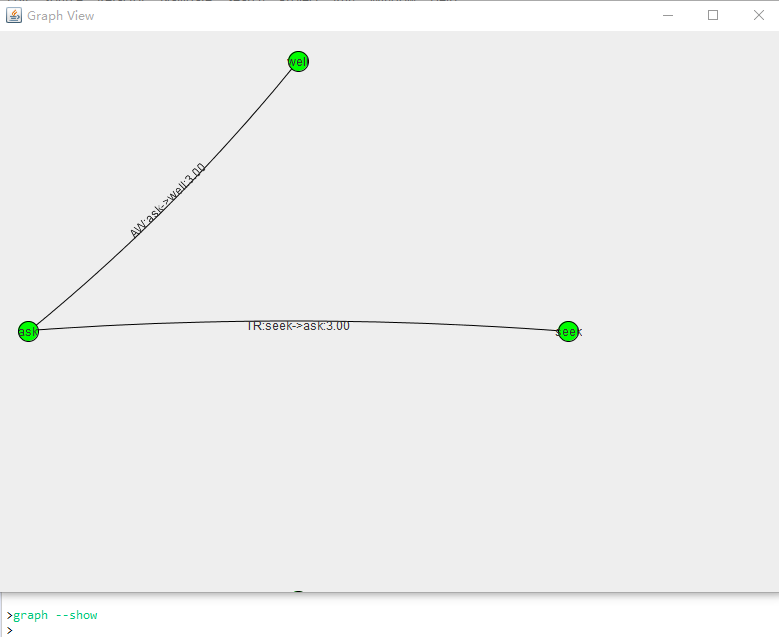 Graph View
well
AW:ask->well:3.00
ask
TR:seek->ask:3.00
seek
>graph --show
>